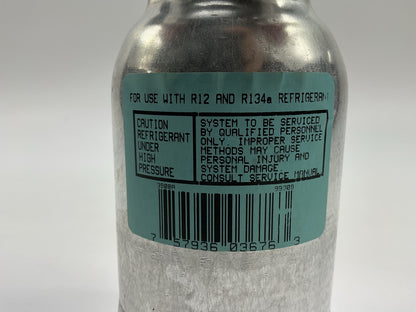 FOR USE WITH R12 AND R134a REFRIGERANT
CAUTION
REFRIGERANT
UNDER
HIGH
PRESSURE
SYSTEM TO BE SERVICED
BY QUALIFIED PERSONNEL
ONLY IMPROPER SERVICE
METHODS MAY CAUSE
PERSONAL INJURY AND
SYSTEM DAMAGE
CONSULT SERVICE MANUAL
7 57936 03676 3